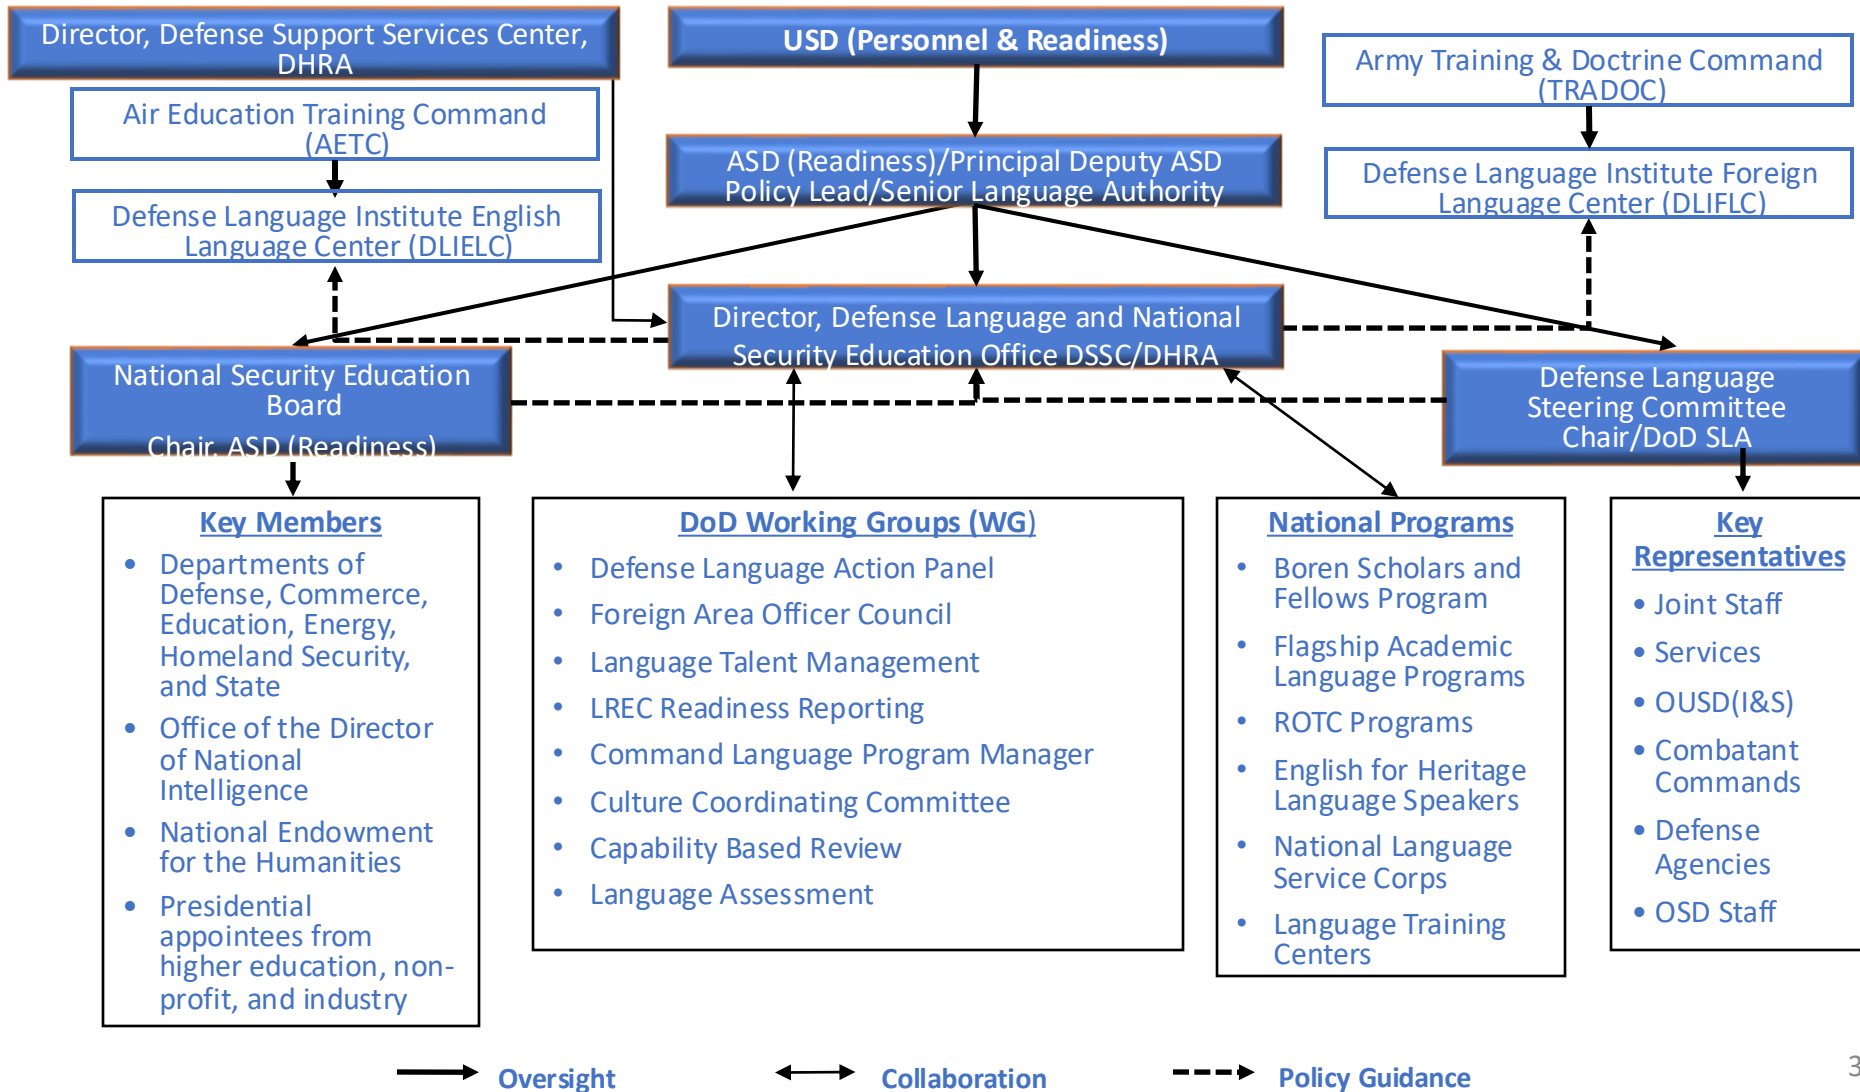 Director, Defense Support Services Center,
DHRA
USD (Personnel & Readiness)
Army Training & Doctrine Command
(TRADOC)
Air Education Training Command
(AETC)
ASD (Readiness)/Principal Deputy ASD
Policy Lead/Senior Language Authority
Defense Language Institute Foreign
Language Center (DLIFLC)
Defense Language Institute English
Language Center (DLIELC)
Director, Defense Language and National
Security Education Office DSSC/DHRA
National Security Education
Board
Chair, ASD (Readiness)
Defense Language
Steering Committee
Chair/DoD SLA
Key Members
• Departments of
Defense, Commerce,
Education, Energy,
Homeland Security,
and State
• Office of the Director
of National
Intelligence
• National Endowment
for the Humanities
• Presidential
appointees from
higher education, non-
profit, and industry
DoD Working Groups (WG)
• Defense Language Action Panel
• Foreign Area Officer Council
• Language Talent Management
• LREC Readiness Reporting
• Command Language Program Manager
• Culture Coordinating Committee
• Capability Based Review
• Language Assessment
National Programs
• Boren Scholars and
Fellows Program
• Flagship Academic
Language Programs
• ROTC Programs
• English for Heritage
Language Speakers
• National Language
Service Corps
• Language Training
Centers
Key
Representatives
• Joint Staff
• Services
• OUSD(I&S)
• Combatant
Commands
• Defense
Agencies
• OSD Staff
Oversight
Collaboration
Policy Guidance
3